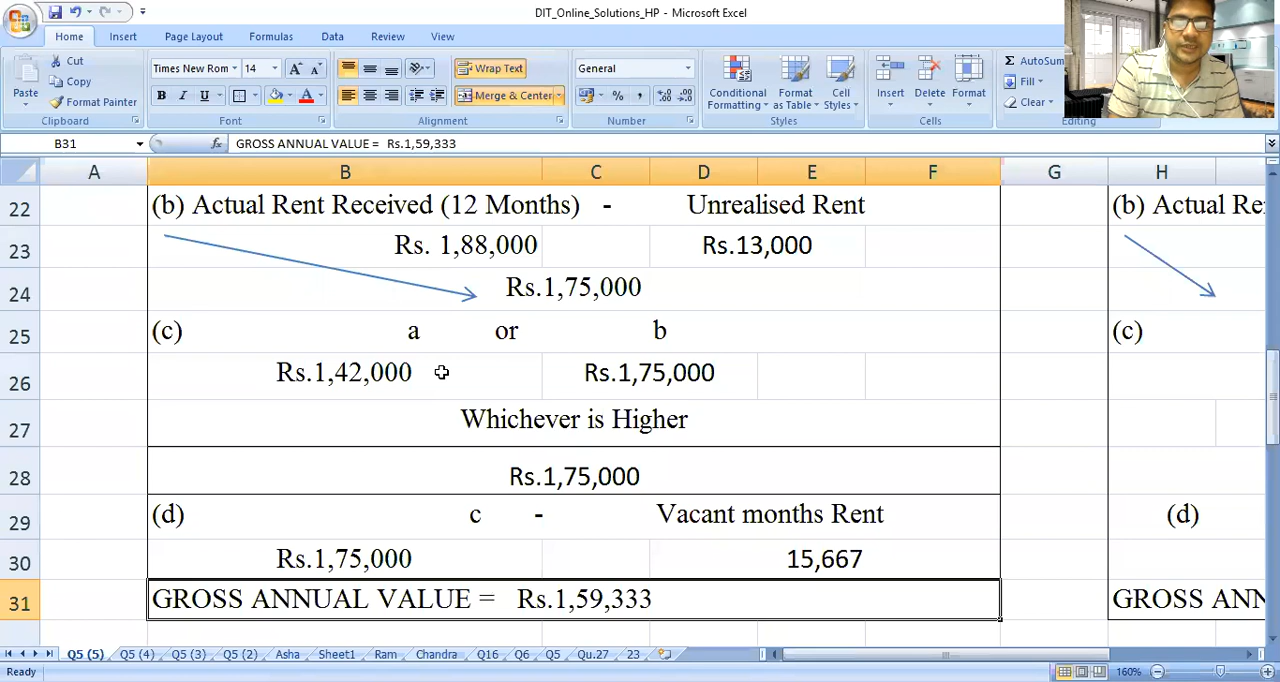 DIT_Online_Solutions_HP - Microsoft Excel
Home Insert Page Layout Formulas Data Review View
Cut
Copy
Format Painter
Paste
Clipboard
Times New Rom 14
B I U
Font
Wrap Text
Merge & Center
Alignment
General
% ,
Number
Conditional Formatting
Format as Table
Cell Styles
Styles
Insert Delete Format
Cells
Σ AutoSum
Fill
Clear
Editing
B31 fx GROSS ANNUAL VALUE = Rs.1,59,333
A B C D E F G H
22 (b) Actual Rent Received (12 Months) - Unrealised Rent (b) Actual Re
23 Rs. 1,88,000 Rs.13,000
24 Rs.1,75,000
25 (c) a or b (c)
26 Rs.1,42,000 Rs.1,75,000
27 Whichever is Higher
28 Rs.1,75,000
29 (d) c - Vacant months Rent (d)
30 Rs.1,75,000 15,667
31 GROSS ANNUAL VALUE = Rs.1,59,333 GROSS ANN
Q5 (5) Q5 (4) Q5 (3) Q5 (2) Asha Sheet1 Ram Chandra Q16 Q6 Q5 Qu.27 23
Ready 160%